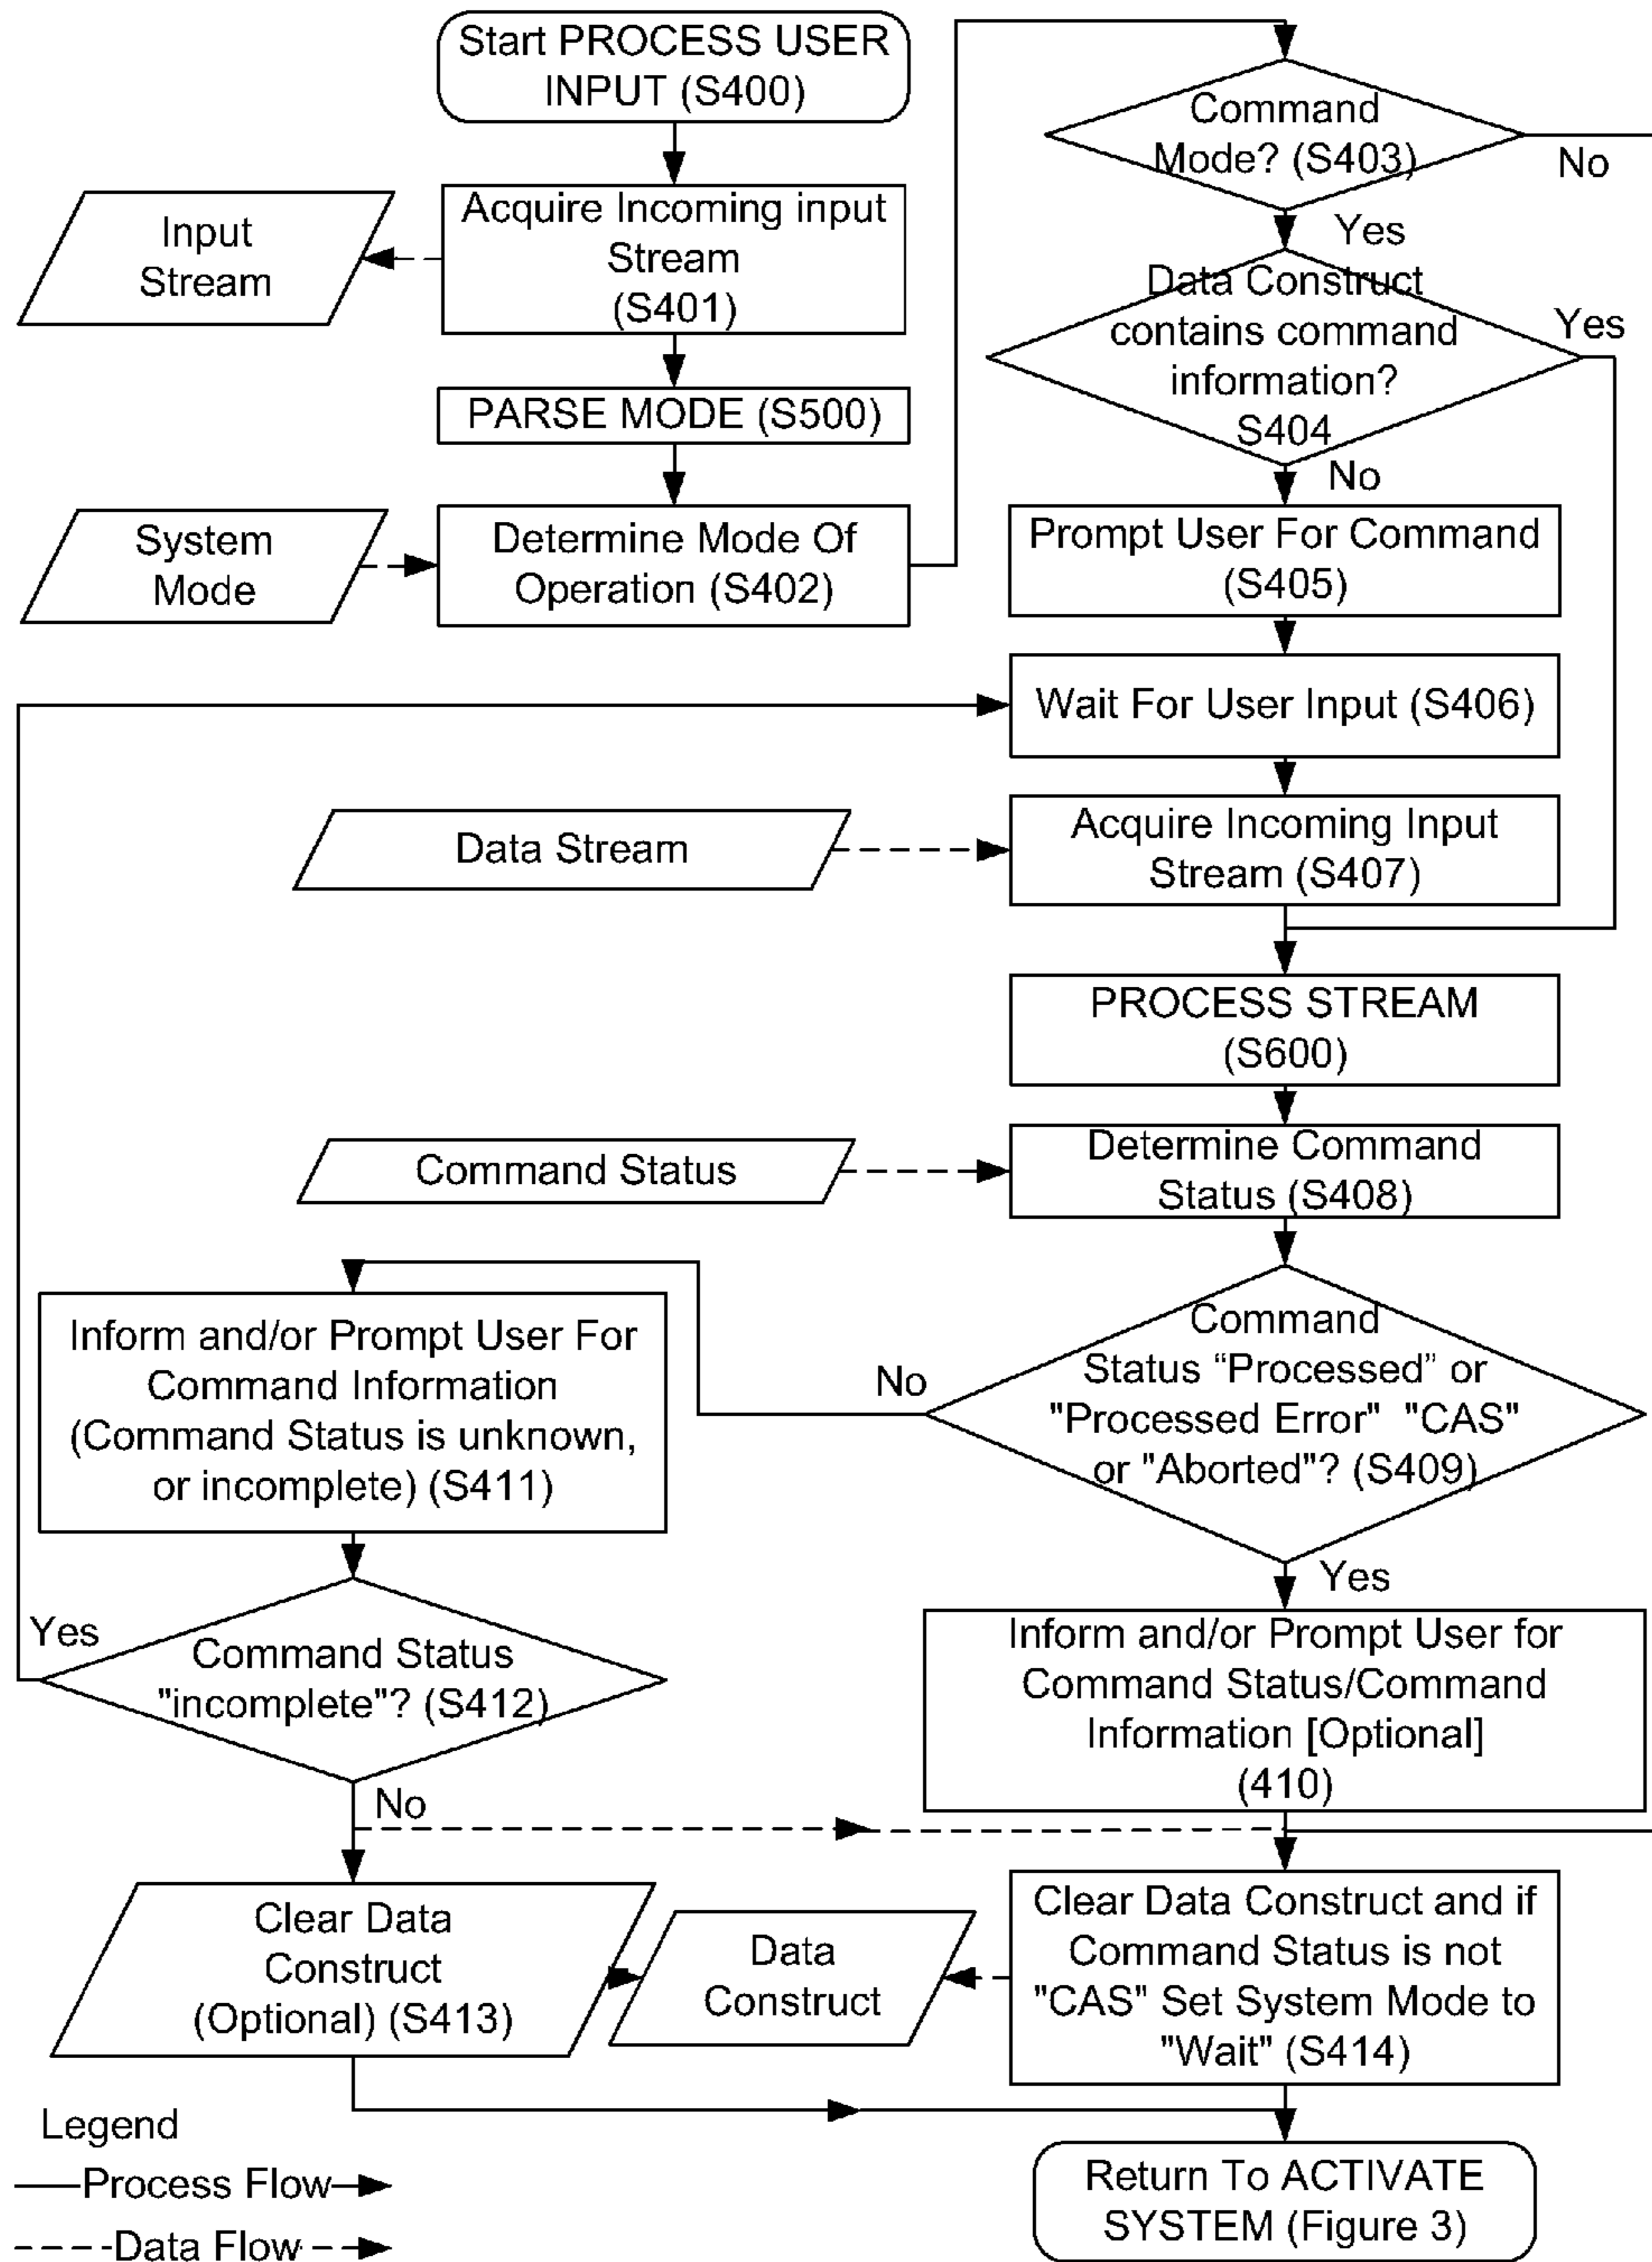 Start PROCESS USER
INPUT (S400)
Input
Stream
Acquire Incoming input
Stream
(S401)
PARSE MODE (S500)
System
Mode
Determine Mode Of
Operation (S402)
Command
Mode? (S403)
No
Yes
Data Construct
contains command
information?
S404
Yes
No
Prompt User For Command
(S405)
Wait For User Input (S406)
Data Stream
Acquire Incoming Input
Stream (S407)
PROCESS STREAM
(S600)
Command Status
Determine Command
Status (S408)
Command
Status “Processed” or
"Processed Error" "CAS"
or "Aborted"? (S409)
No
Yes
Inform and/or Prompt User For
Command Information
(Command Status is unknown,
or incomplete) (S411)
Yes
Command Status
"incomplete"? (S412)
No
Inform and/or Prompt User for
Command Status/Command
Information [Optional]
(410)
Clear Data
Construct
(Optional) (S413)
Data
Construct
Clear Data Construct and if
Command Status is not
"CAS" Set System Mode to
"Wait" (S414)
Return To ACTIVATE
SYSTEM (Figure 3)
Legend
Process Flow
Data Flow